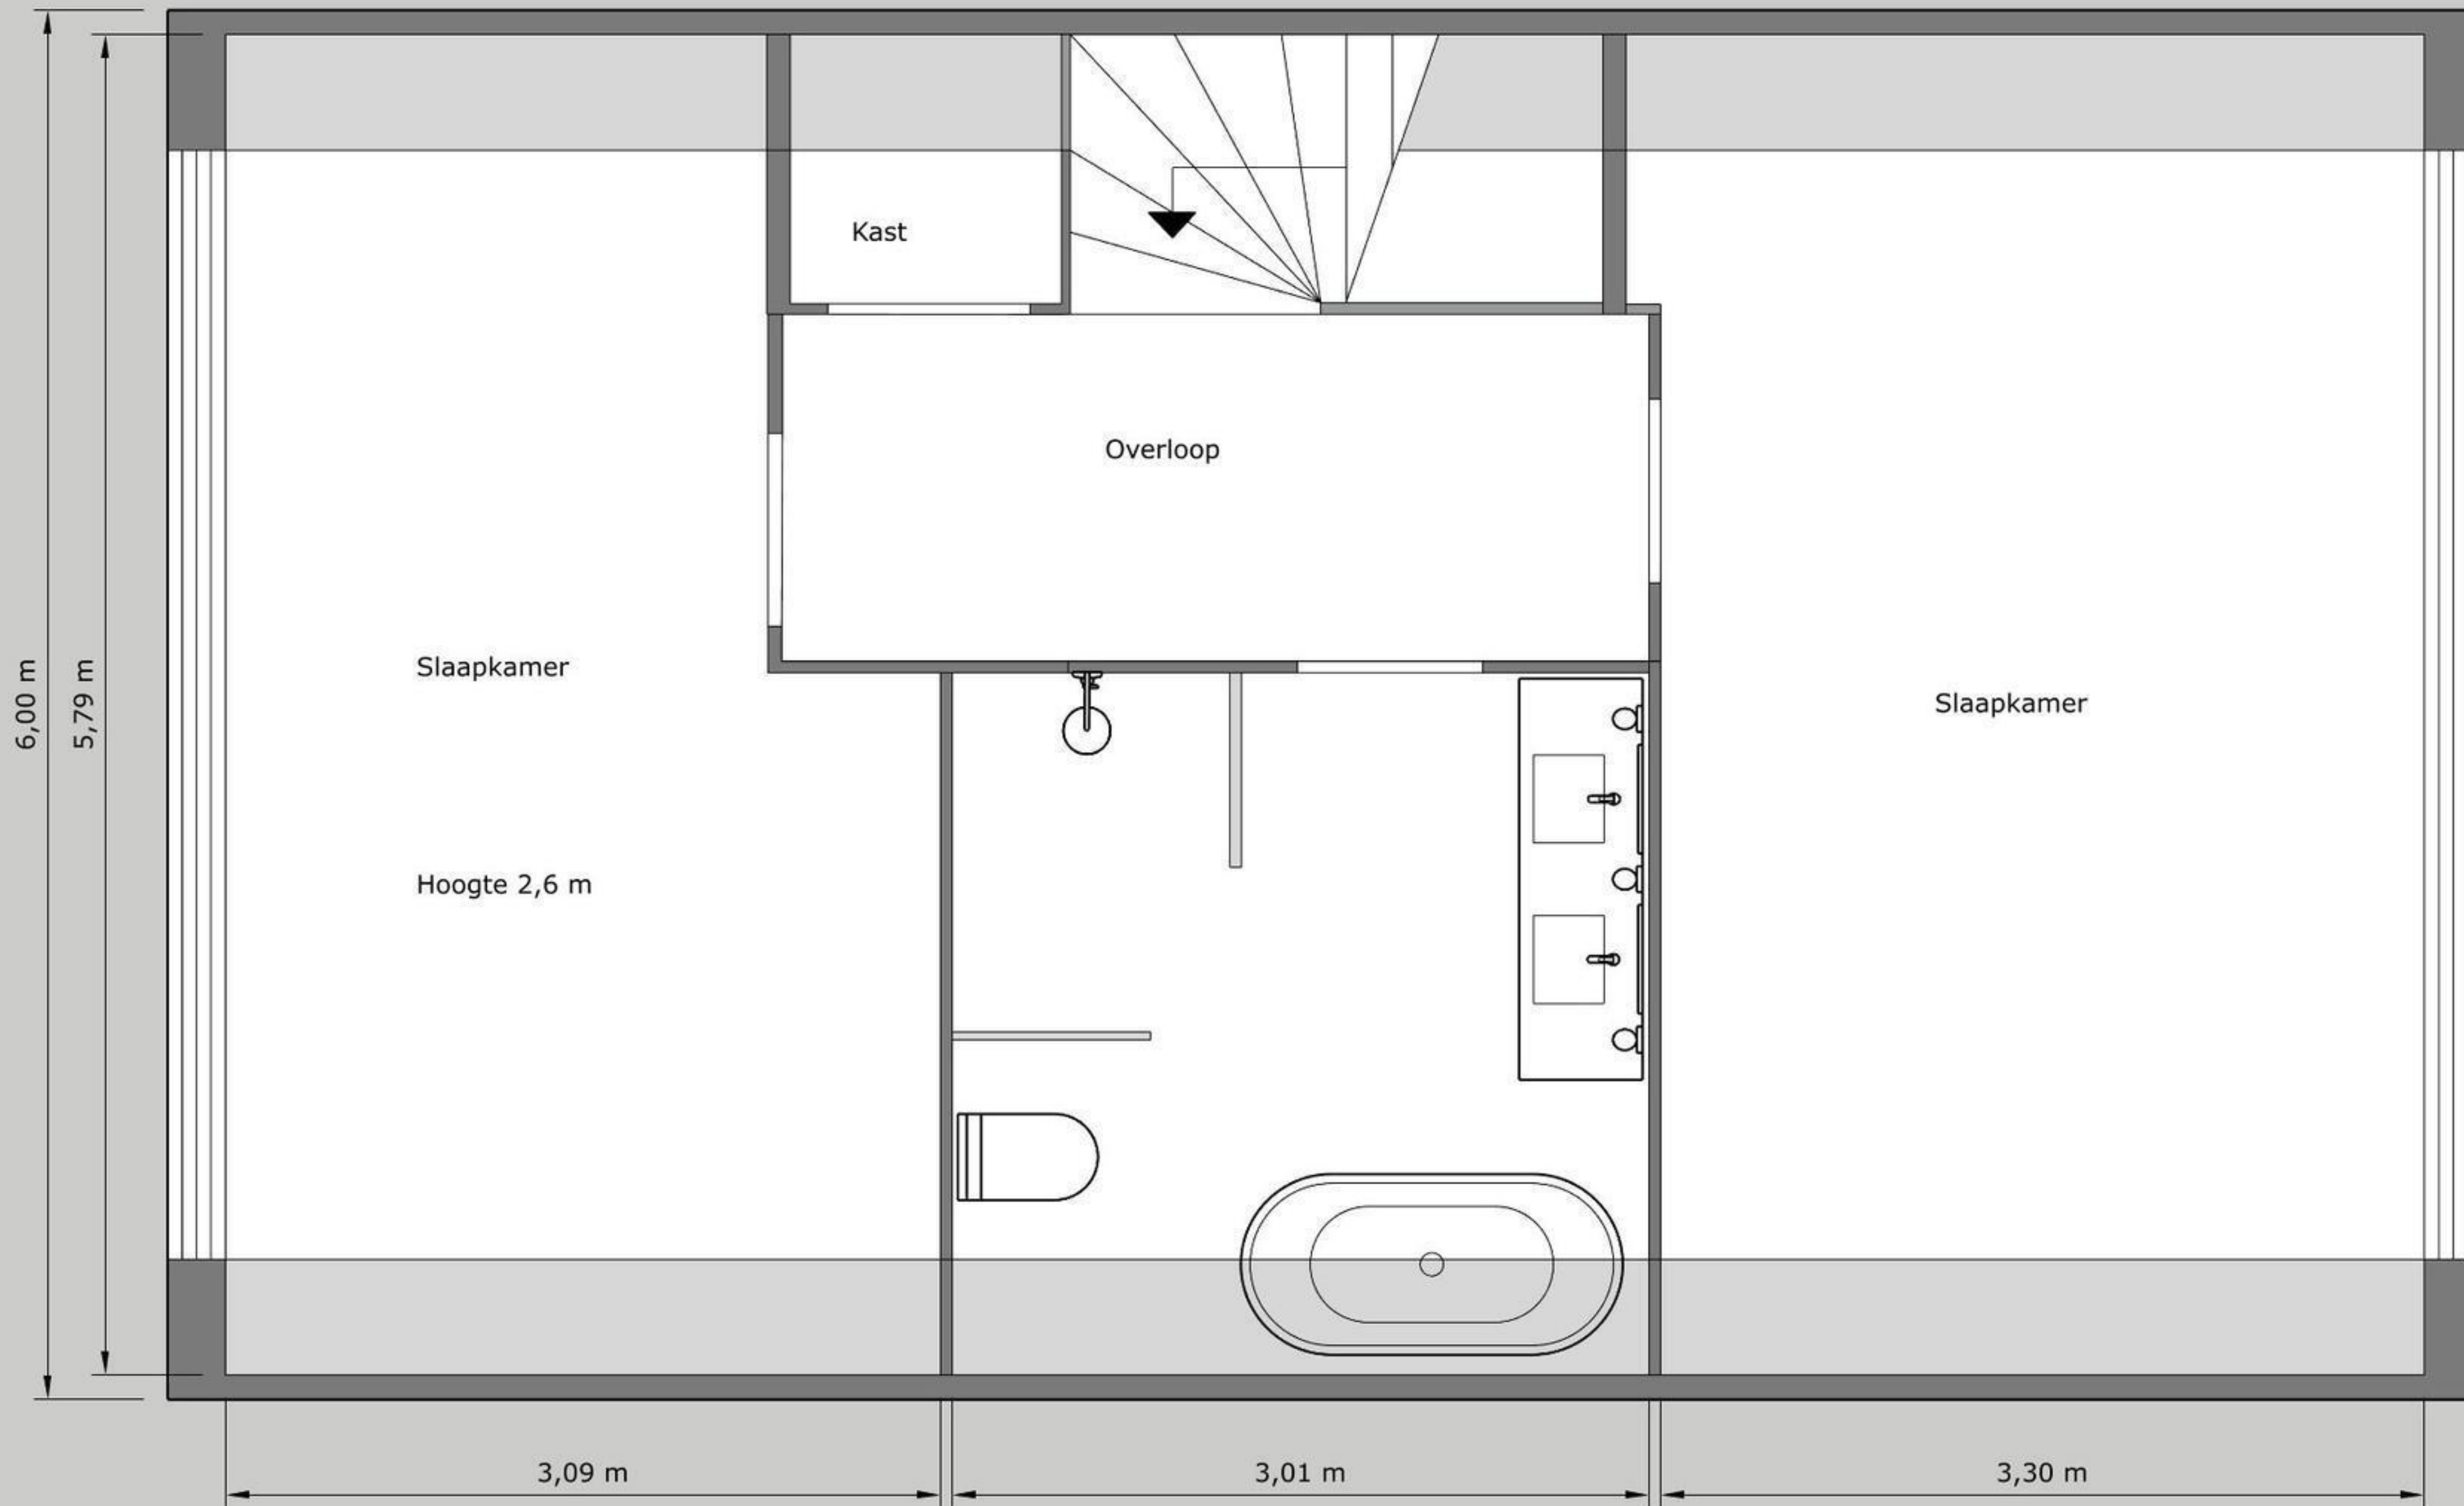 Kast
Overloop
Slaapkamer
Slaapkamer
Hoogte 2,6 m
6,00 m
5,79 m
3,09 m
3,01 m
3,30 m